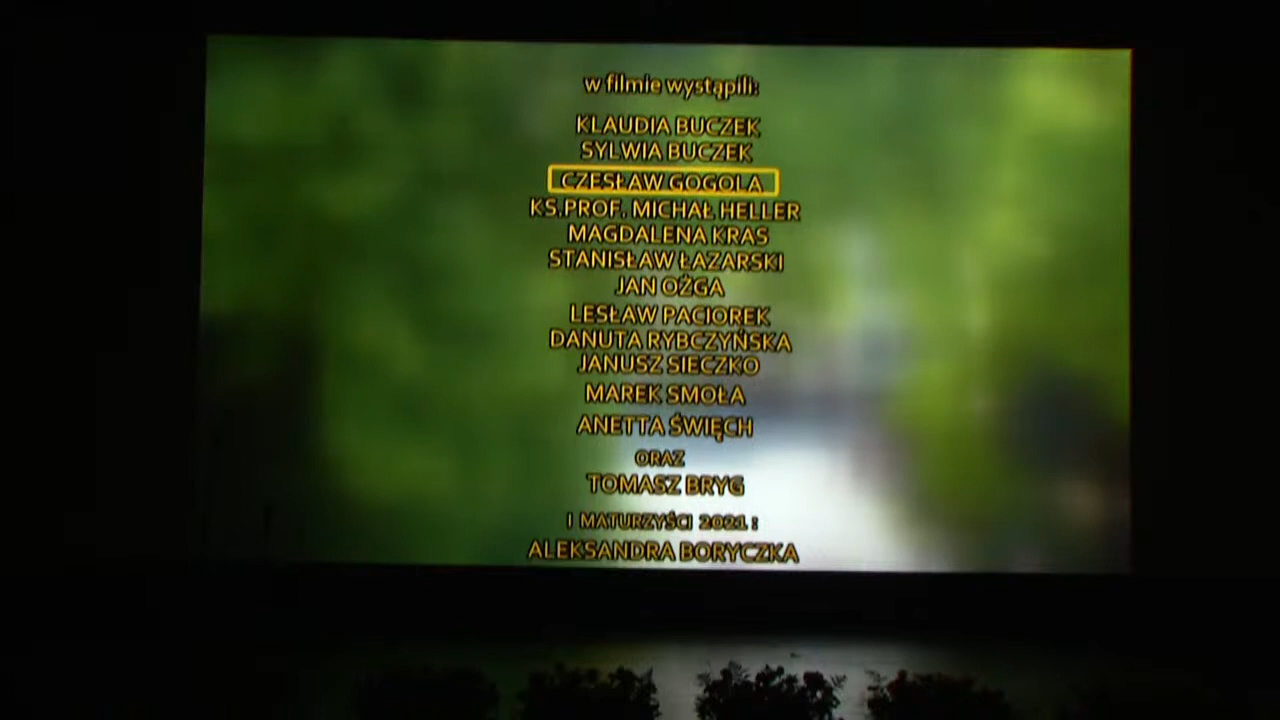 w filmie wystąpili:
KLAUDIA BUCZEK
SYLWIA BUCZEK
CZESŁAW GOGOLA
KS.PROF. MICHAŁ HELLER
MAGDALENA KRAS
STANISŁAW ŁAZARSKI
JAN OŻGA
LESŁAW PACIOREK
DANUTA RYBCZYŃSKA
JANUSZ SIECZKO
MAREK SMOŁA
ANETTA ŚWIĘCH
ORAZ
TOMASZ BRYG
I MATURZYŚCI 2021 :
ALEKSANDRA BORYCZKA